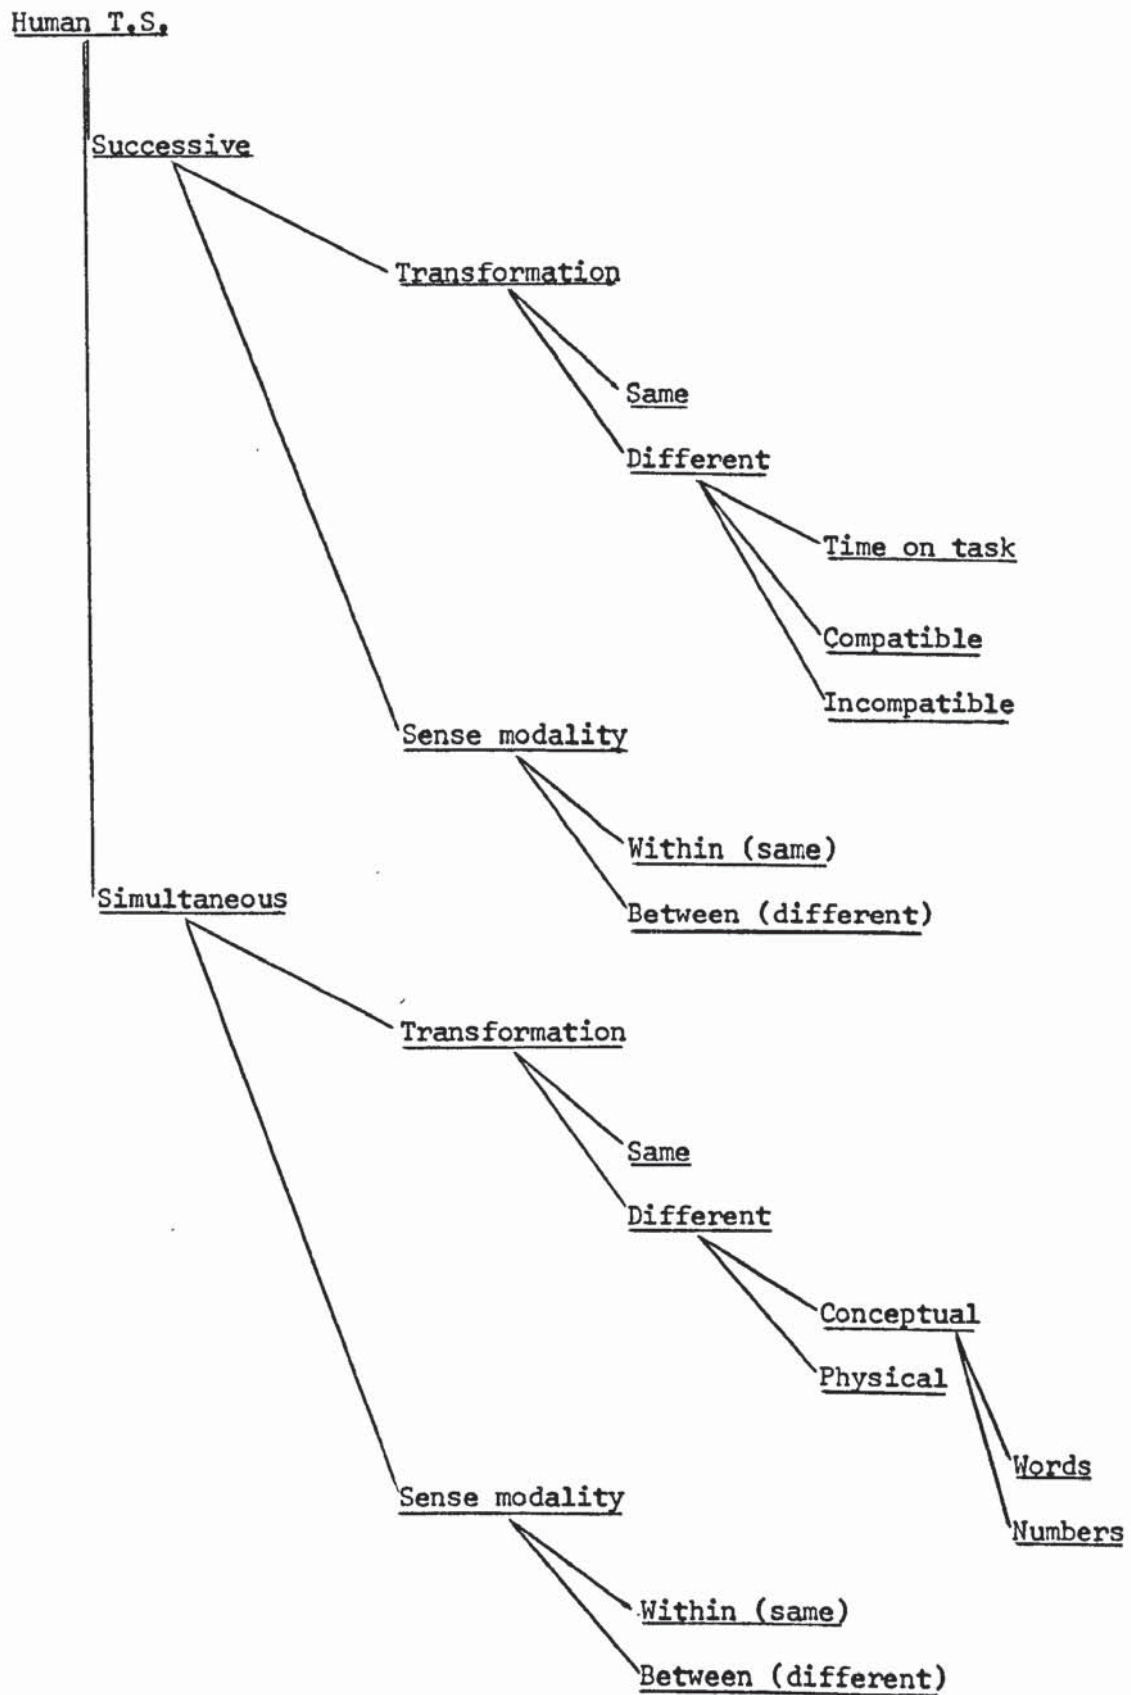 Human T.S.
Successive
Transformation
Same
Different
Time on task
Compatible
Incompatible
Sense modality
Within (same)
Simultaneous
Between (different)
Transformation
Same
Different
Conceptual
Physical
Words
Sense modality
Numbers
Within (same)
Between (different)